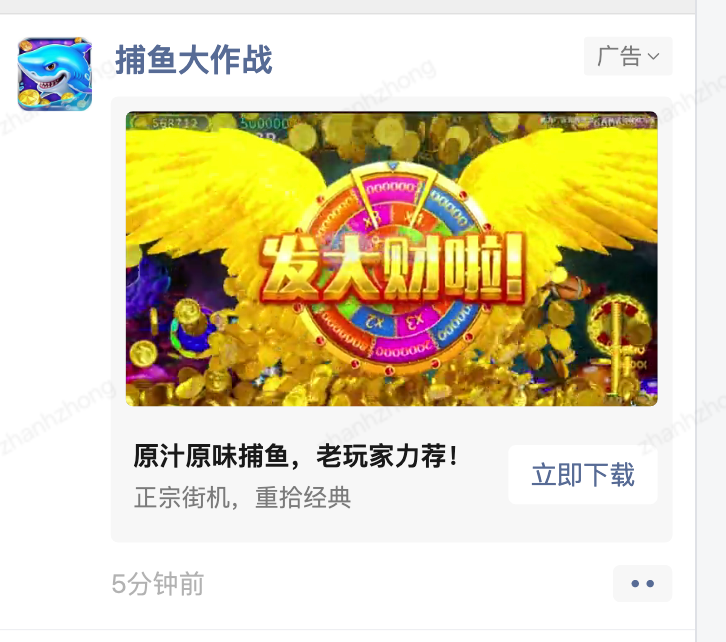 捕鱼大作战
广告
发大财啦!
x3
x2
x3
原汁原味捕鱼，老玩家力荐！
正宗街机，重拾经典
立即下载
5分钟前
zhanhzhong